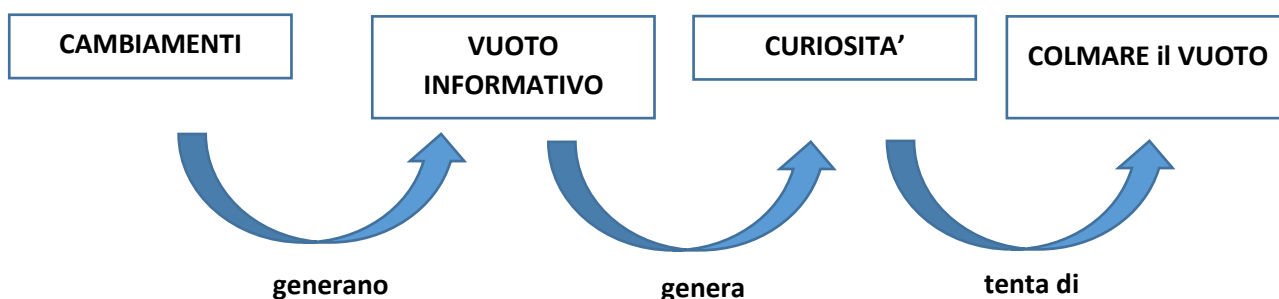 CAMBIAMENTI
VUOTO
INFORMATIVO
CURIOSITA’
COLMARE il VUOTO
generano
genera
tenta di